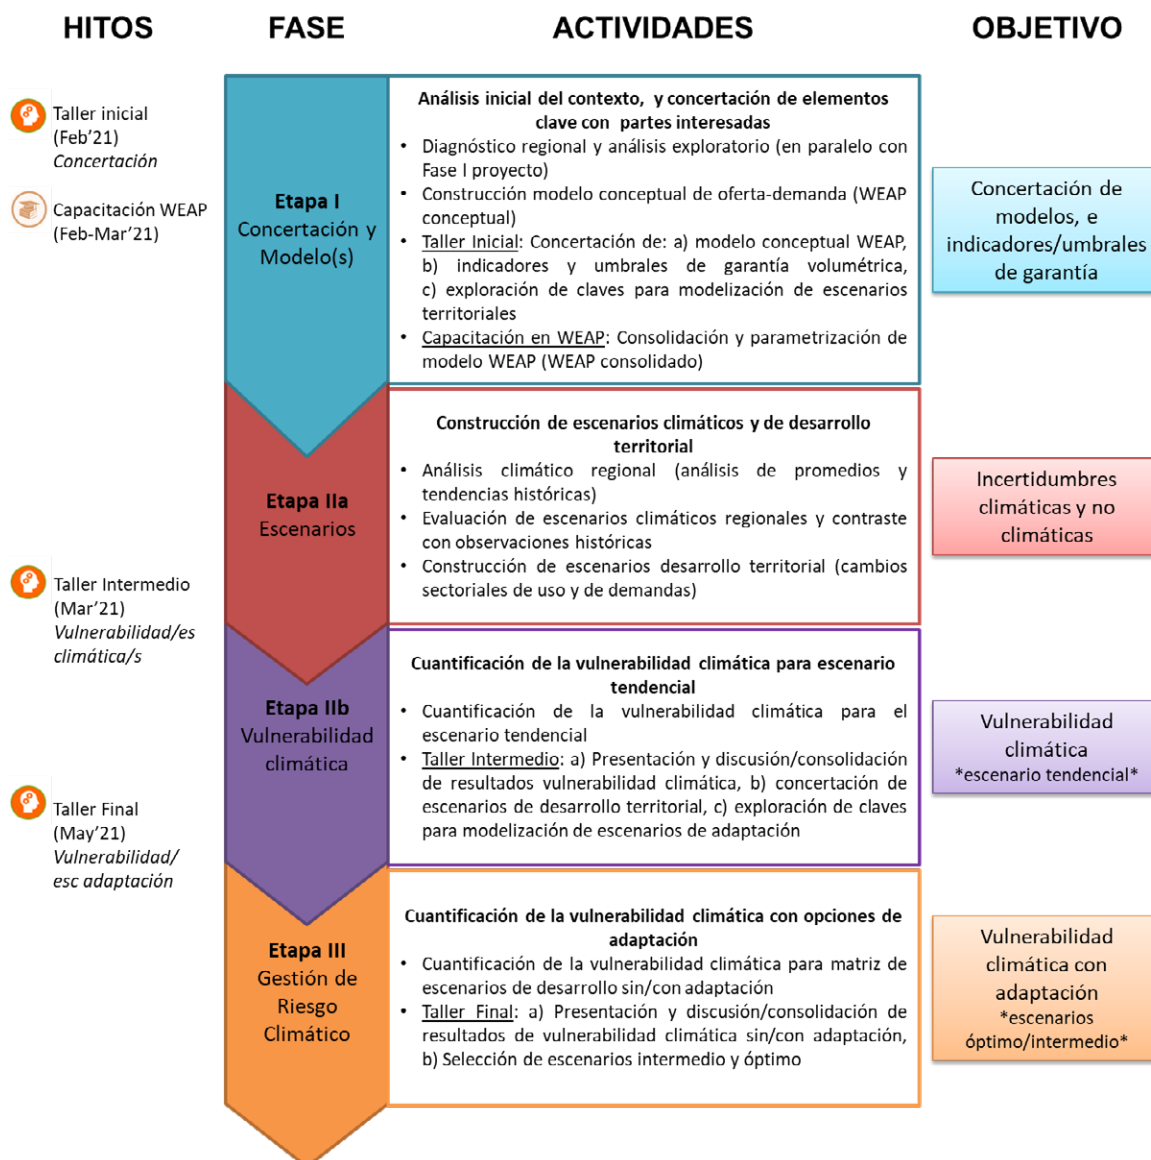 HITOS FASE ACTIVIDADES OBJETIVO
Taller inicial
(Feb'21)
Concertación
Capacitación WEAP
(Feb-Mar'21)
Etapa I
Concertación y
Modelo(s)
Análisis inicial del contexto, y concertación de elementos
clave con partes interesadas
• Diagnóstico regional y análisis exploratorio (en paralelo con
Fase I proyecto)
• Construcción modelo conceptual de oferta-demanda (WEAP
conceptual)
• Taller Inicial: Concertación de: a) modelo conceptual WEAP,
b) indicadores y umbrales de garantía volumétrica,
c) exploración de claves para modelización de escenarios
territoriales
• Capacitación en WEAP: Consolidación y parametrización de
modelo WEAP (WEAP consolidado)
Concertación de
modelos, e
indicadores/umbrales
de garantía
Etapa IIa
Escenarios
Construcción de escenarios climáticos y de desarrollo
territorial
• Análisis climático regional (análisis de promedios y
tendencias históricas)
• Evaluación de escenarios climáticos regionales y contraste
con observaciones históricas
• Construcción de escenarios desarrollo territorial (cambios
sectoriales de uso y de demandas)
Incertidumbres
climáticas y no
climáticas
Taller Intermedio
(Mar'21)
Vulnerabilidad/es
climática/s
Etapa IIb
Vulnerabilidad
climática
Cuantificación de la vulnerabilidad climática para escenario
tendencial
• Cuantificación de la vulnerabilidad climática para el
escenario tendencial
• Taller Intermedio: a) Presentación y discusión/consolidación
de resultados vulnerabilidad climática, b) concertación de
escenarios de desarrollo territorial, c) exploración de claves
para modelización de escenarios de adaptación
Vulnerabilidad
climática
*escenario tendencial*
Taller Final
(May'21)
Vulnerabilidad/
esc adaptación
Etapa III
Gestión de
Riesgo
Climático
Cuantificación de la vulnerabilidad climática con opciones de
adaptación
• Cuantificación de la vulnerabilidad climática para matriz de
escenarios de desarrollo sin/con adaptación
• Taller Final: a) Presentación y discusión/consolidación de
resultados de vulnerabilidad climática sin/con adaptación,
b) Selección de escenarios intermedio y óptimo
Vulnerabilidad
climática con
adaptación
*escenarios
óptimo/intermedio*